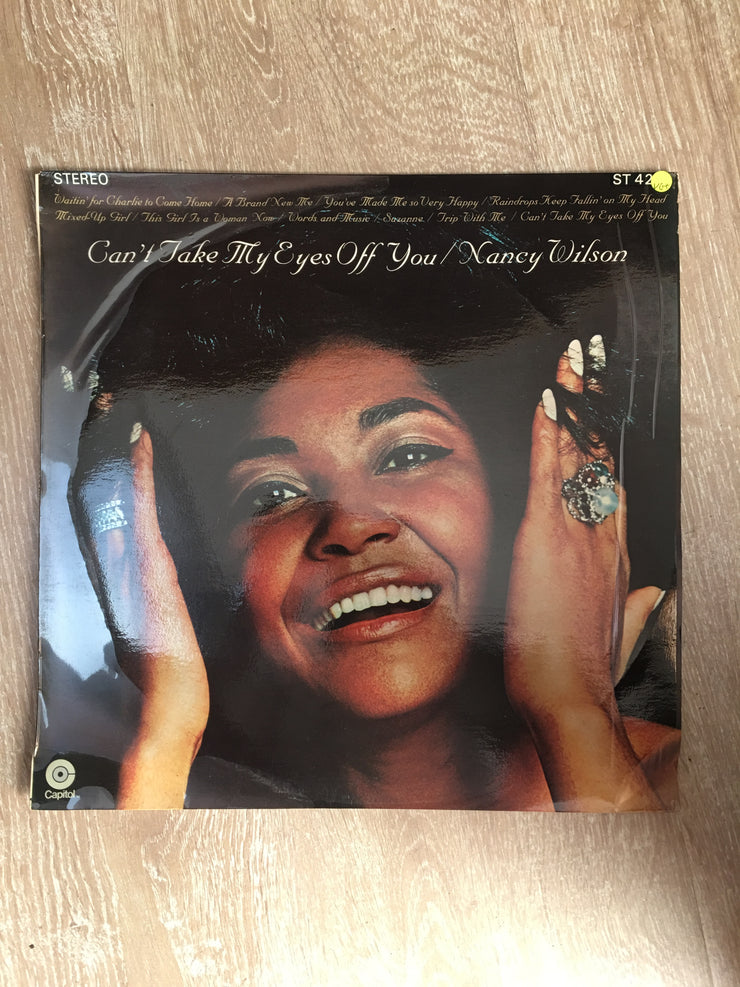 STEREO ST 42
Waitin' for Charlie to Come Home / A Brand New Me / You've Made Me so Very Happy / Raindrops Keep Fallin' on My Head
Mixed-Up Girl / This Girl Is a Woman Now / Words and Music / Suzanne / Trip With Me / Can't Take My Eyes Off You
Can't Take My Eyes Off You / Nancy Wilson
Capitol